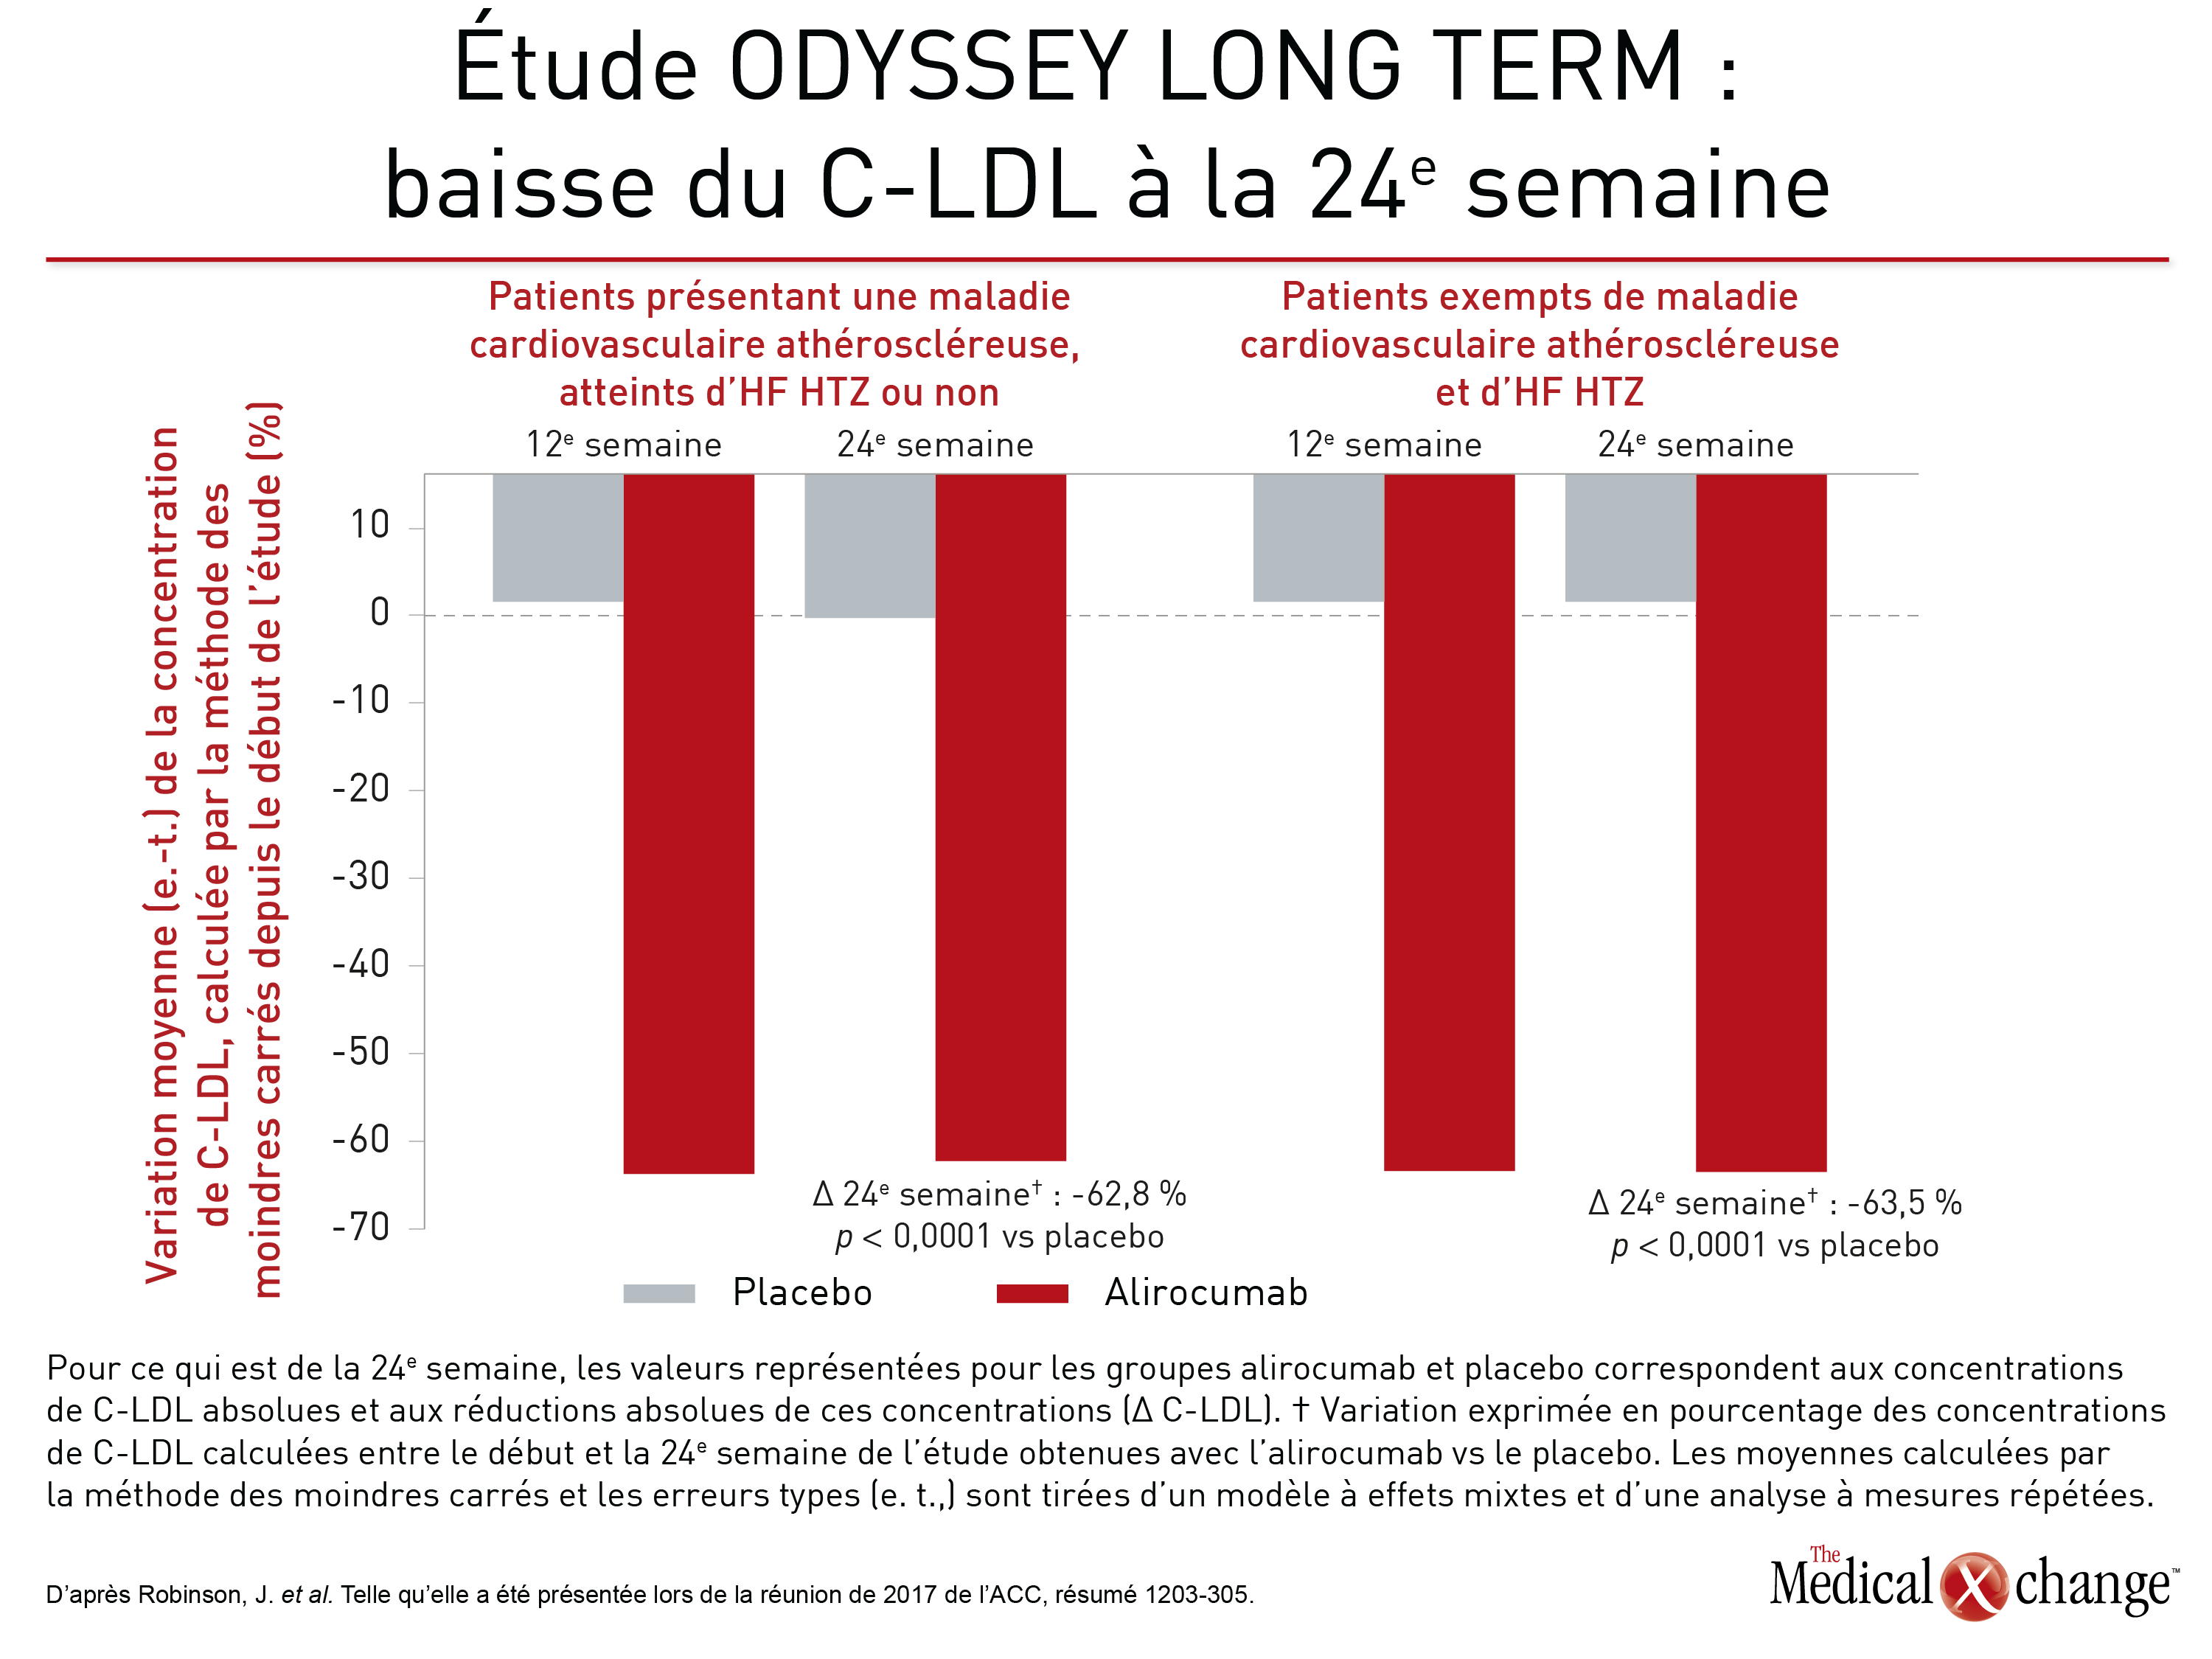 Étude ODYSSEY LONG TERM :
baisse du C-LDL à la 24e semaine
Patients présentant une maladie
cardiovasculaire athéroscléreuse,
atteints d’HF HTZ ou non
Patients exempts de maladie
cardiovasculaire athéroscléreuse
et d’HF HTZ
12e semaine
24e semaine
12e semaine
24e semaine
Variation moyenne (e.-t.) de la concentration
de C-LDL, calculée par la méthode des
moindres carrés depuis le début de l’étude (%)
10
0
-10
-20
-30
-40
-50
-60
-70
Δ 24e semaine† : -62,8 %
p < 0,0001 vs placebo
Δ 24e semaine† : -63,5 %
p < 0,0001 vs placebo
Placebo
Alirocumab
Pour ce qui est de la 24e semaine, les valeurs représentées pour les groupes alirocumab et placebo correspondent aux concentrations
de C-LDL absolues et aux réductions absolues de ces concentrations (Δ C-LDL). † Variation exprimée en pourcentage des concentrations
de C-LDL calculées entre le début et la 24e semaine de l’étude obtenues avec l’alirocumab vs le placebo. Les moyennes calculées par
la méthode des moindres carrés et les erreurs types (e. t.,) sont tirées d’un modèle à effets mixtes et d’une analyse à mesures répétées.
D’après Robinson, J. et al. Telle qu’elle a été présentée lors de la réunion de 2017 de l’ACC, résumé 1203-305.
The
Medical Xchange™